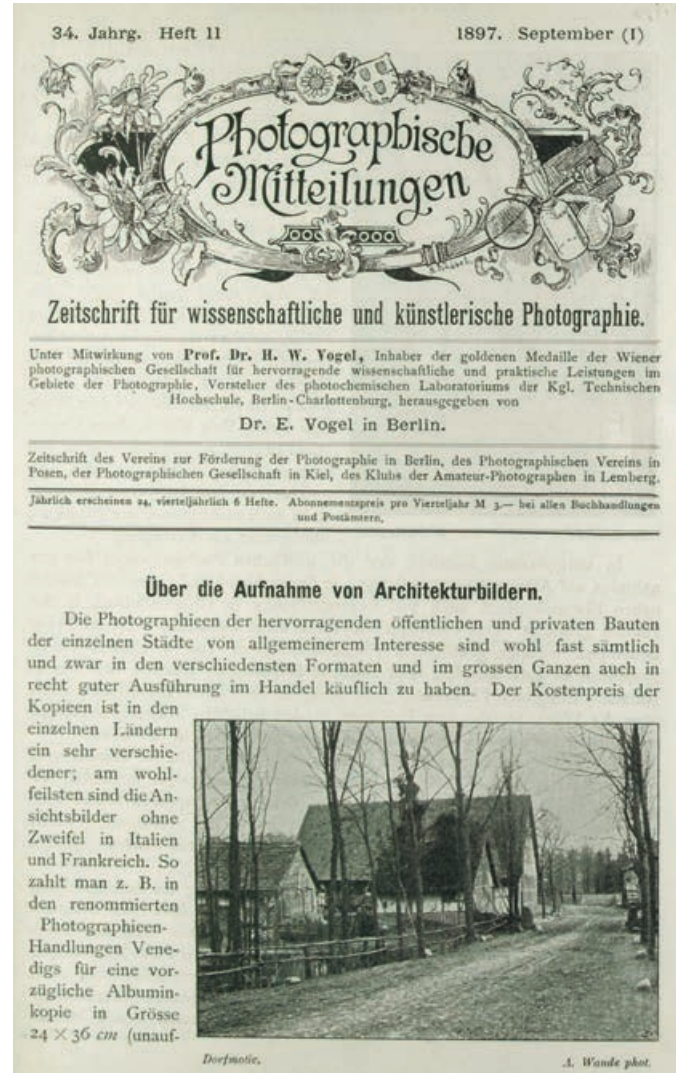 34. Jahrg. Heft 11
1897. September (I)
Photographische
Mitteilungen
Zeitschrift für wissenschaftliche und künstlerische Photographie.
Unter Mitwirkung von Prof. Dr. H. W. Vogel, Inhaber der goldenen Medaille der Wiener
photographischen Gesellschaft für hervorragende wissenschaftliche und praktische Leistungen im
Gebiete der Photographie, Vorsteher des photochemischen Laboratoriums der Kgl. Technischen
Hochschule, Berlin-Charlottenburg, herausgegeben von
Dr. E. Vogel in Berlin.
Zeitschrift des Vereins zur Förderung der Photographie in Berlin, des Photographischen Vereins in
Posen, der Photographischen Gesellschaft in Kiel, des Klubs der Amateur-Photographen in Lemberg.
Jährlich erscheinen 24, vierteljährlich 6 Hefte. Abonnementspreis pro Vierteljahr M 3,— bei allen Buchhandlungen
und Postämtern.
Über die Aufnahme von Architekturbildern.
Die Photographieen der hervorragenden öffentlichen und privaten Bauten
der einzelnen Städte von allgemeinerem Interesse sind wohl fast sämtlich
und zwar in den verschiedensten Formaten und im grossen Ganzen auch in
recht guter Ausführung im Handel käuflich zu haben. Der Kostenpreis der
Kopieen ist in den
einzelnen Ländern
ein sehr verschie-
dener; am wohl-
feilsten sind die An-
sichtsbilder ohne
Zweifel in Italien
und Frankreich. So
zahlt man z. B. in
den renommierten
Photographieen-
Handlungen Vene-
digs für eine vor-
zügliche Albumin-
kopie in Grösse
24 × 36 cm (unauf-
Dorfmotiv.
A. Wande phot.